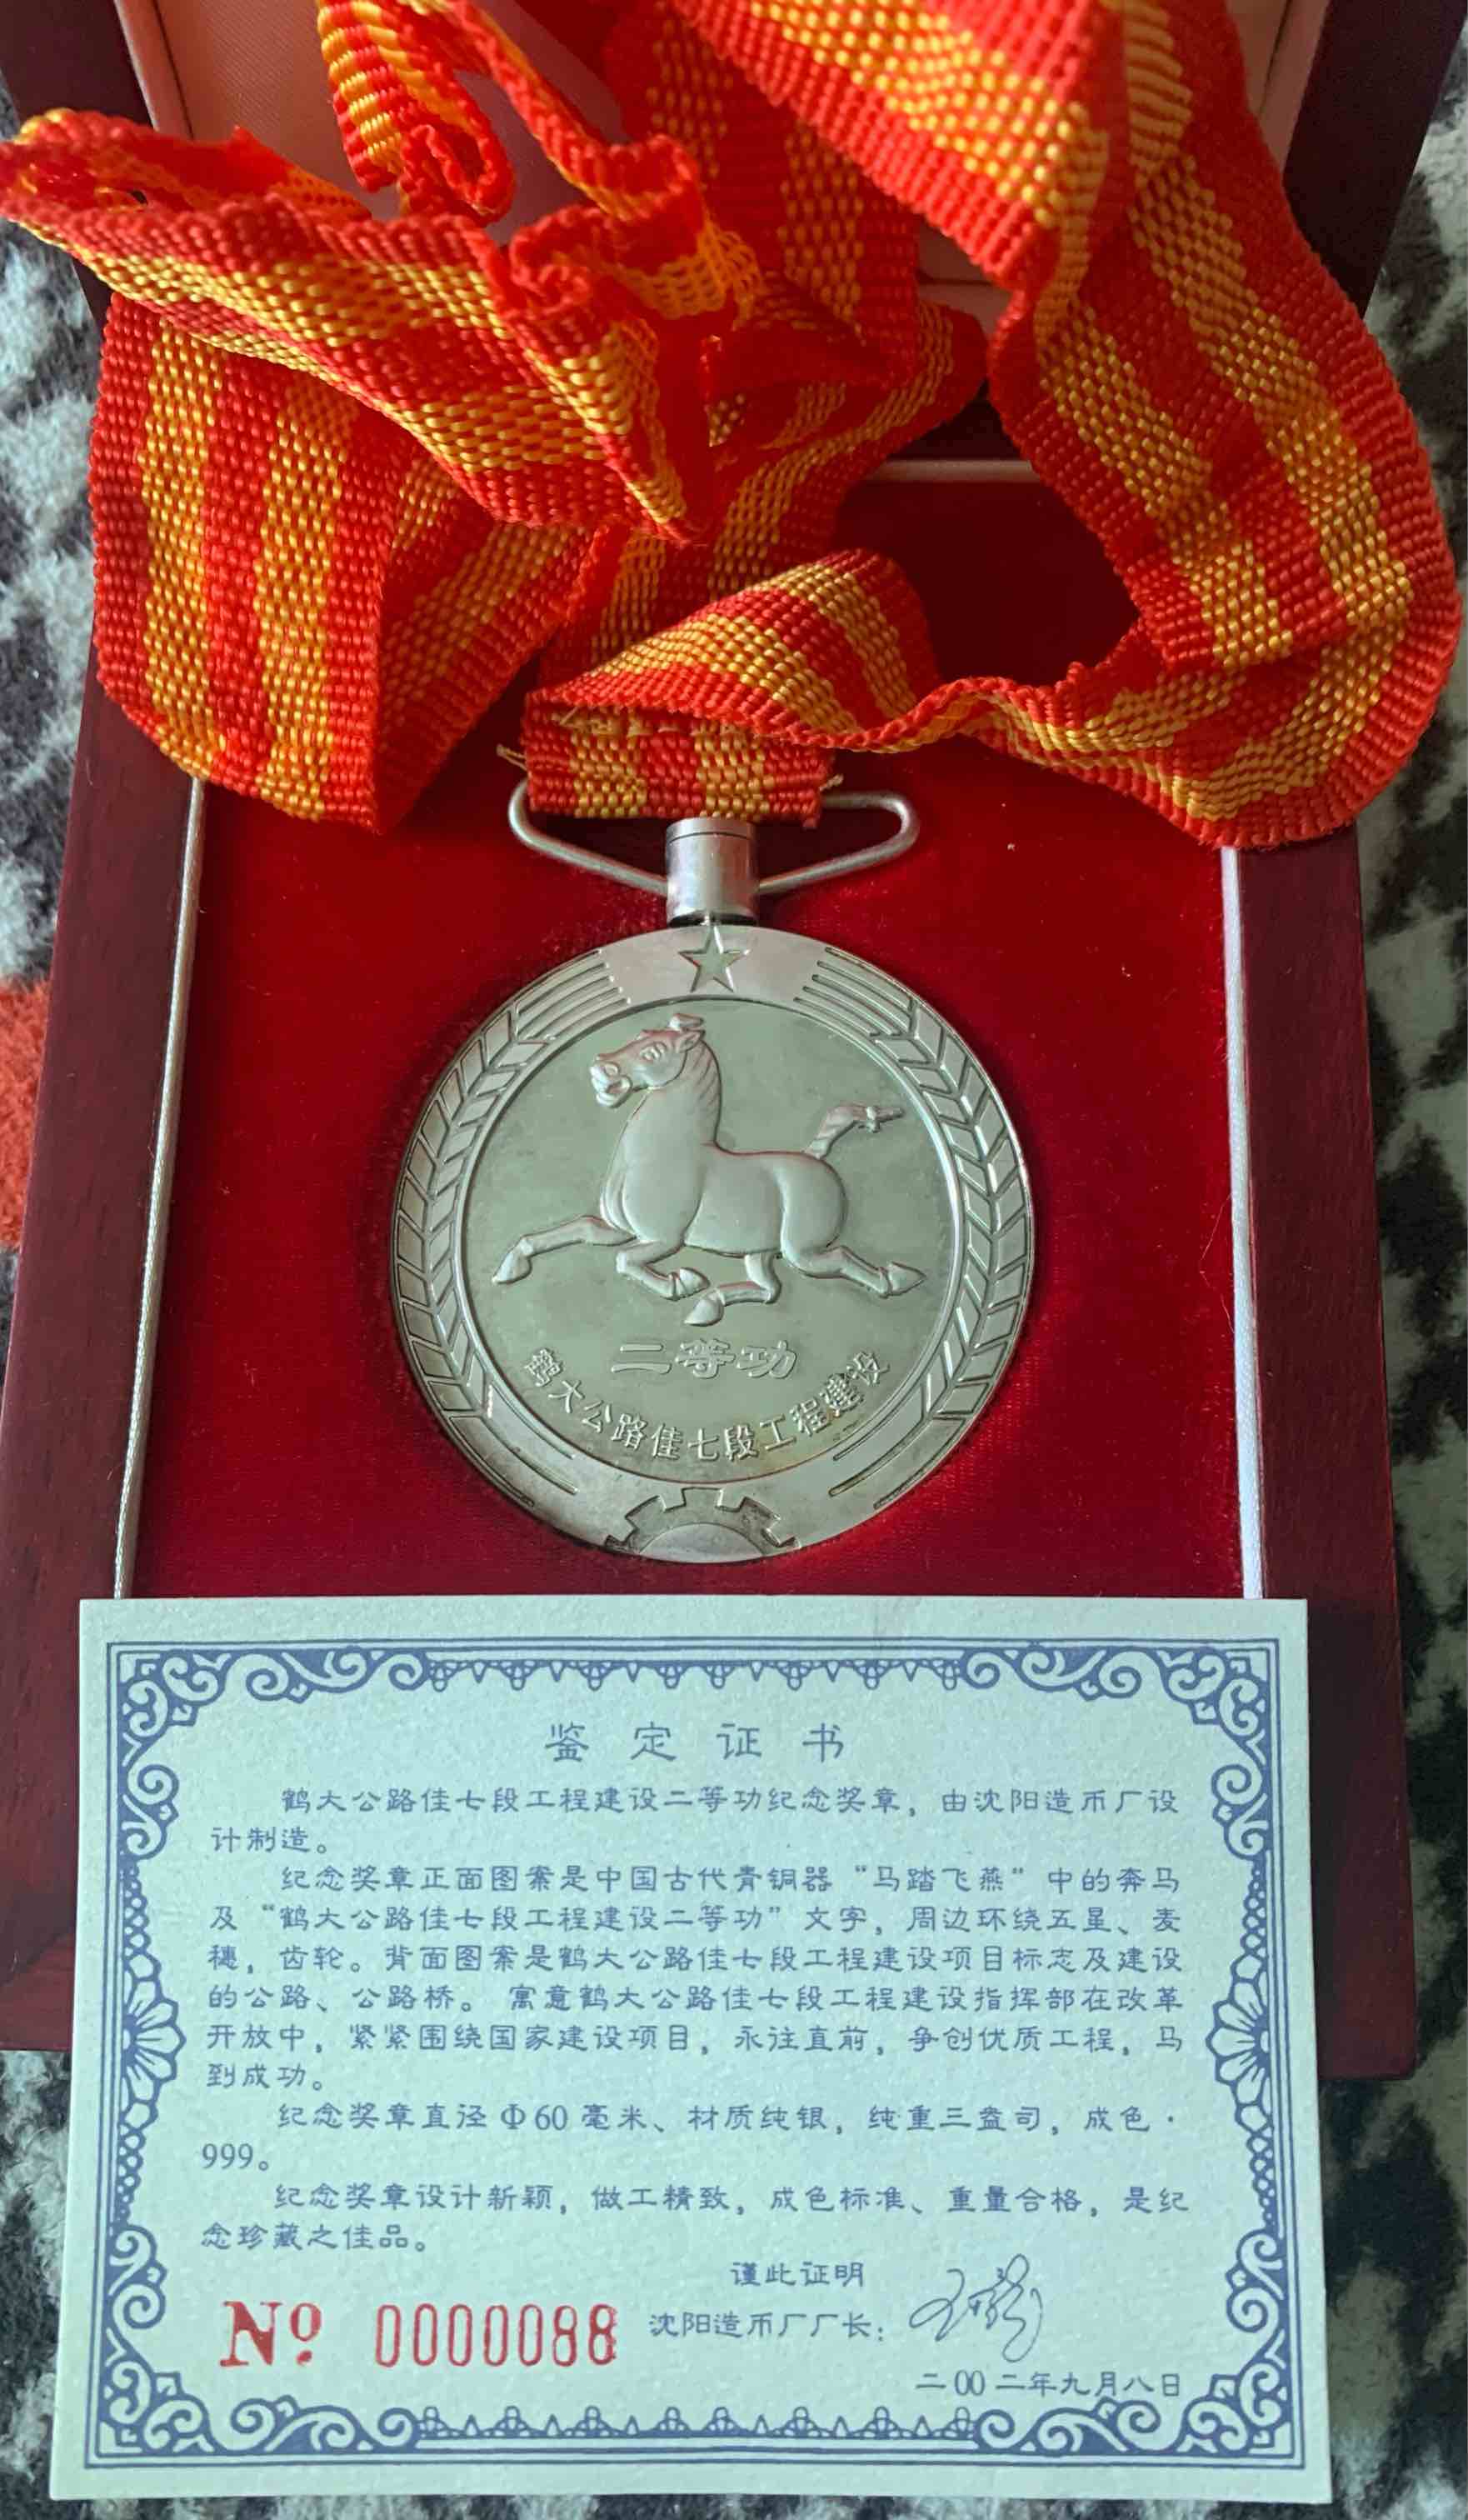 二等功
鹤大公路佳七段工程建设
鉴定证书
鹤大公路佳七段工程建设二等功纪念奖章，由沈阳造币厂设
计制造。
纪念奖章正面图案是中国古代青铜器“马踏飞燕”中的奔马
及“鹤大公路佳七段工程建设二等功”文字，周边环绕五星、麦
穗，齿轮。背面图案是鹤大公路佳七段工程建设项目标志及建设
的公路、公路桥。寓意鹤大公路佳七段工程建设指挥部在改革
开放中，紧紧围绕国家建设项目，永往直前，争创优质工程，马
到成功。
纪念奖章直径Φ60毫米、材质纯银，纯重三盎司，成色·
999。
纪念奖章设计新颖，做工精致，成色标准、重量合格，是纪
念珍藏之佳品。
谨此证明
№ 0000088 沈阳造币厂厂长：
二00二年九月八日